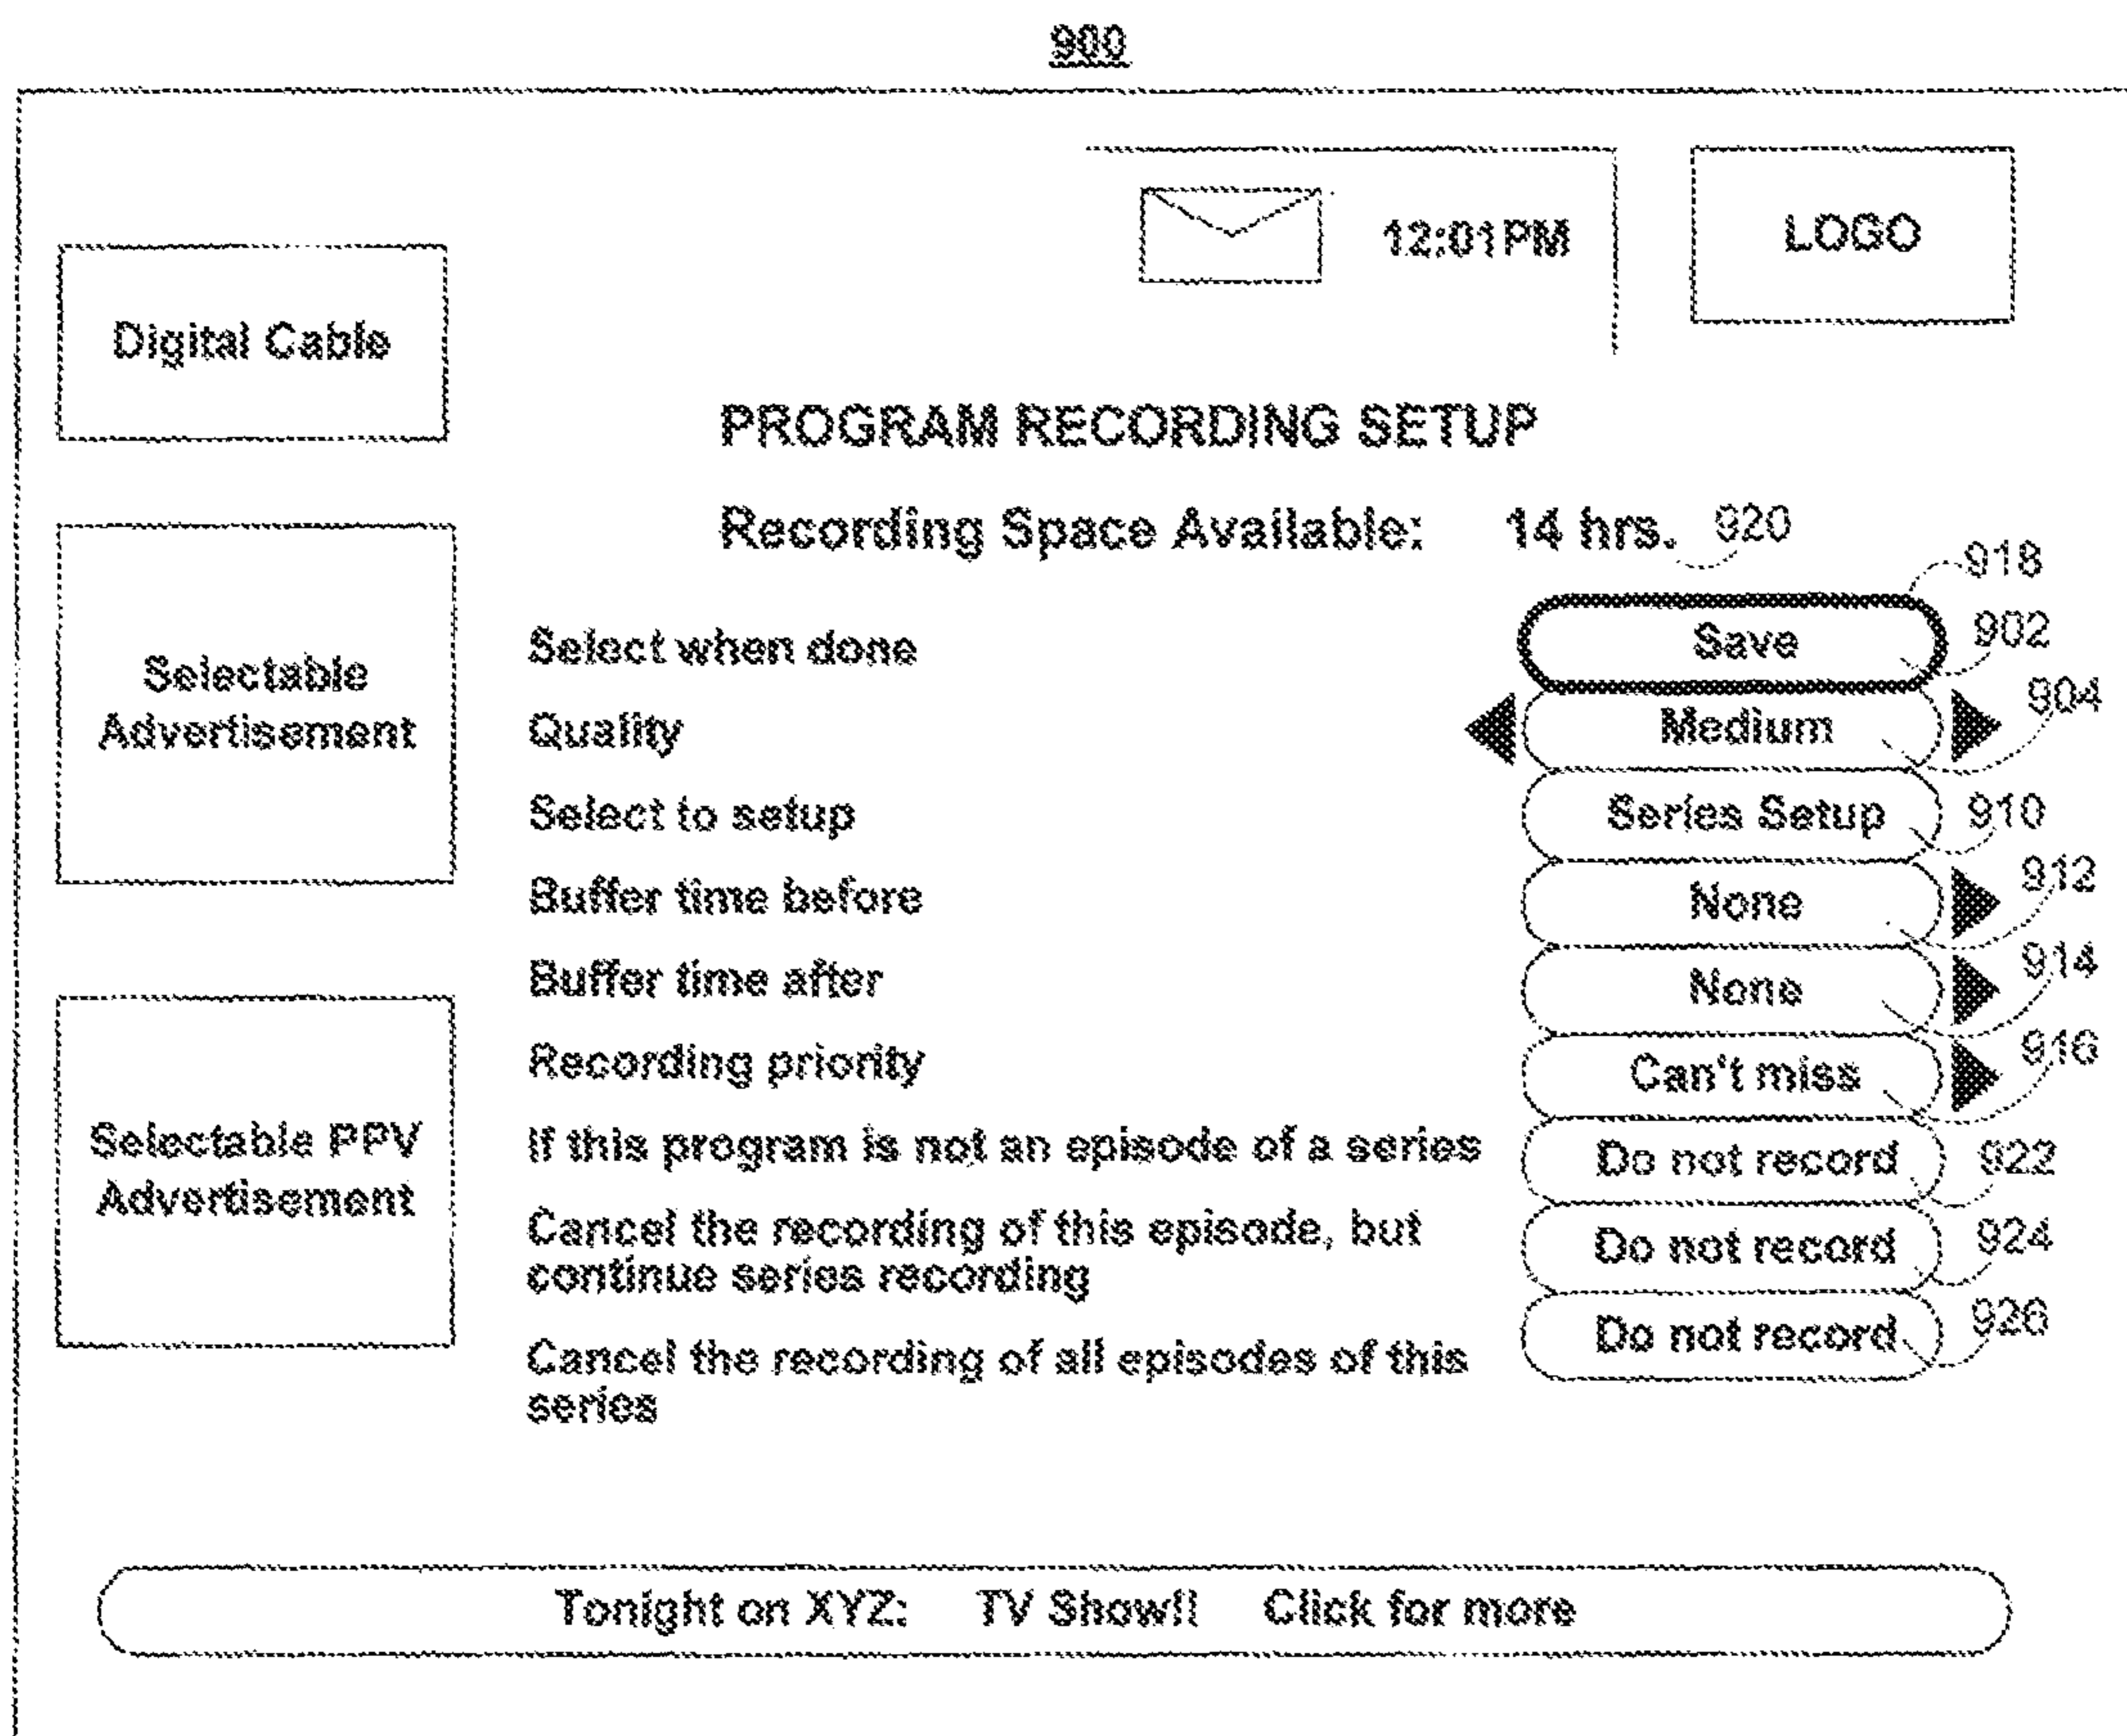 900
12:01PM
LOGO
Digital Cable
PROGRAM RECORDING SETUP
Recording Space Available: 14 hrs. 920
918
Selectable
Advertisement
Select when done Save 902
Quality Medium 904
Select to setup Series Setup 910
Buffer time before None 912
Buffer time after None 914
Recording priority Can't miss 916
Selectable PPV
Advertisement
If this program is not an episode of a series Do not record 922
Cancel the recording of this episode, but
continue series recording
Do not record 924
Cancel the recording of all episodes of this
series
Do not record 926
Tonight on XYZ: TV Show!! Click for more